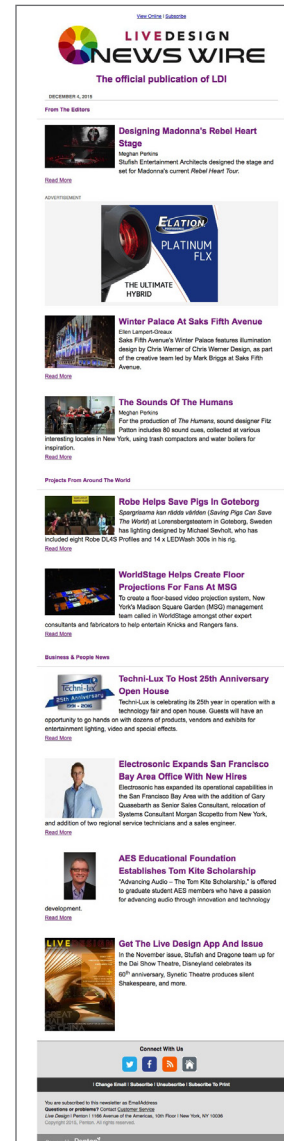 View Online | Subscribe
LIVEDESIGN
NEWS WIRE
The official publication of LDI
DECEMBER 4, 2015
From The Editors
Designing Madonna's Rebel Heart
Stage
Meghan Perkins
Stufish Entertainment Architects designed the stage and
set for Madonna's current Rebel Heart Tour.
Read More
ADVERTISEMENT
ELATION
PLATINUM
FLX
THE ULTIMATE
HYBRID
Winter Palace At Saks Fifth Avenue
Ellen Lampert-Greaux
Saks Fifth Avenue's Winter Palace features illumination
design by Chris Werner of Chris Werner Design, as part
of the creative team led by Mark Briggs at Saks Fifth
Avenue.
Read More
The Sounds Of The Humans
Meghan Perkins
For the production of The Humans, sound designer Fitz
Patton includes 80 sound cues, collected at various
interesting locales in New York, using trash compactors and water boilers for
inspiration.
Read More
Projects From Around The World
Robe Helps Save Pigs In Goteborg
Spargrisarna kan rädda världen (Saving Pigs Can Save
The World) at Lorensbergsteatern in Goteborg, Sweden
has lighting designed by Michael Sevholt, who has
included eight Robe DL4S Profiles and 14 x LEDWash 300s in his rig.
Read More
WorldStage Helps Create Floor
Projections For Fans At MSG
To create a floor-based video projection system, New
York's Madison Square Garden (MSG) management
team called in WorldStage amongst other expert
consultants and fabricators to help entertain Knicks and Rangers fans.
Read More
Business & People News
Techni-Lux
25th Anniversary
1991 - 2016
Techni-Lux To Host 25th Anniversary
Open House
Techni-Lux is celebrating its 25th year in operation with a
technology fair and open house. Guests will have an
opportunity to go hands on with dozens of products, vendors and exhibits for
entertainment lighting, video and special effects.
Read More
Electrosonic Expands San Francisco
Bay Area Office With New Hires
Electrosonic has expanded its operational capabilities in
the San Francisco Bay Area with the addition of Gary
Quasebarth as Senior Sales Consultant, relocation of
Systems Consultant Morgan Scopetto from New York,
and addition of two regional service technicians and a sales engineer.
Read More
AES Educational Foundation
Establishes Tom Kite Scholarship
"Advancing Audio – The Tom Kite Scholarship," is offered
to graduate student AES members who have a passion
for advancing audio through innovation and technology
development.
Read More
LIVE
GREAT
HALL
OF CHINA
Get The Live Design App And Issue
In the November issue, Stufish and Dragone team up for
the Dai Show Theatre, Disneyland celebrates its
60th anniversary, Synetic Theatre produces silent
Shakespeare, and more.
Connect With Us
| Change Email | Subscribe | Unsubscribe | Subscribe To Print
You are subscribed to this newsletter as EmailAddress
Questions or problems? Contact Customer Service
Live Design | Penton | 1166 Avenue of the Americas, 10th Floor | New York, NY 10036
Copyright 2015, Penton. All rights reserved.
Penton